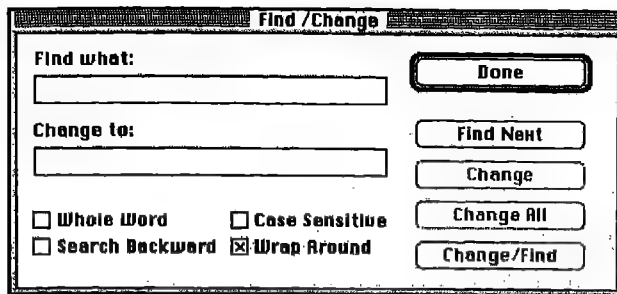 Find /Change
Find what:
Done
Change to:
Find Next
Change
Whole Word
Case Sensitive
Change All
Search Backward
Wrap Around
Change/Find